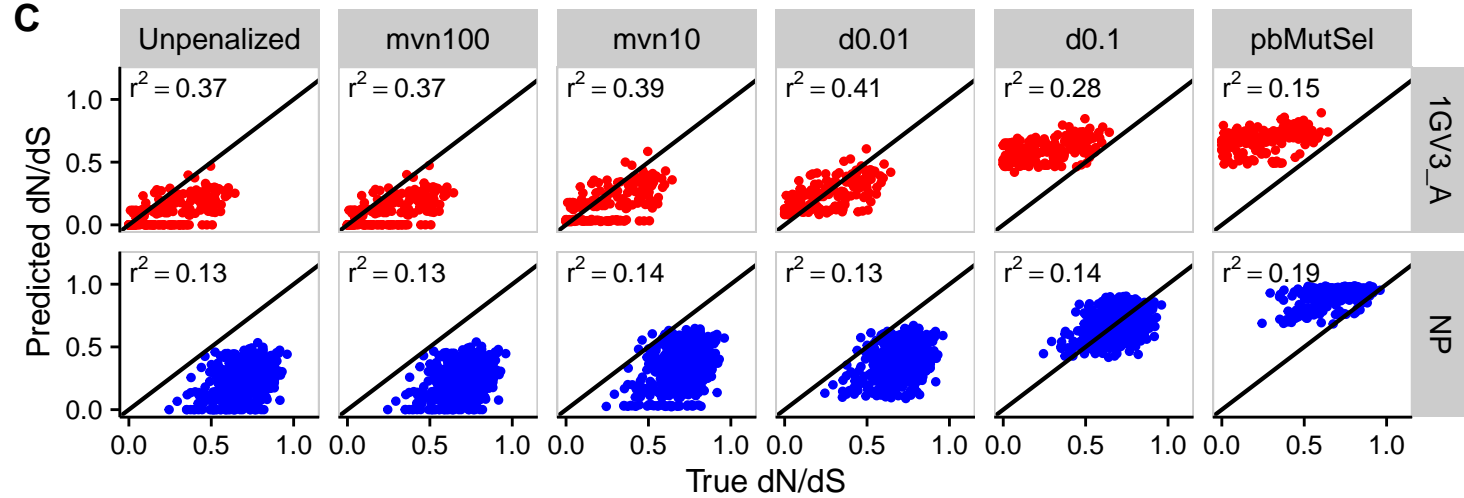 C
Unpenalized mvn100 mvn10 d0.01 d0.1 pbMutSel
r² = 0.37 r² = 0.37 r² = 0.39 r² = 0.41 r² = 0.28 r² = 0.15
1.0
0.5
0.0
1GV3_A
r² = 0.13 r² = 0.13 r² = 0.14 r² = 0.13 r² = 0.14 r² = 0.19
1.0
0.5
0.0
NP
Predicted dN/dS
0.0 0.5 1.0 0.0 0.5 1.0 0.0 0.5 1.0 0.0 0.5 1.0 0.0 0.5 1.0 0.0 0.5 1.0
True dN/dS